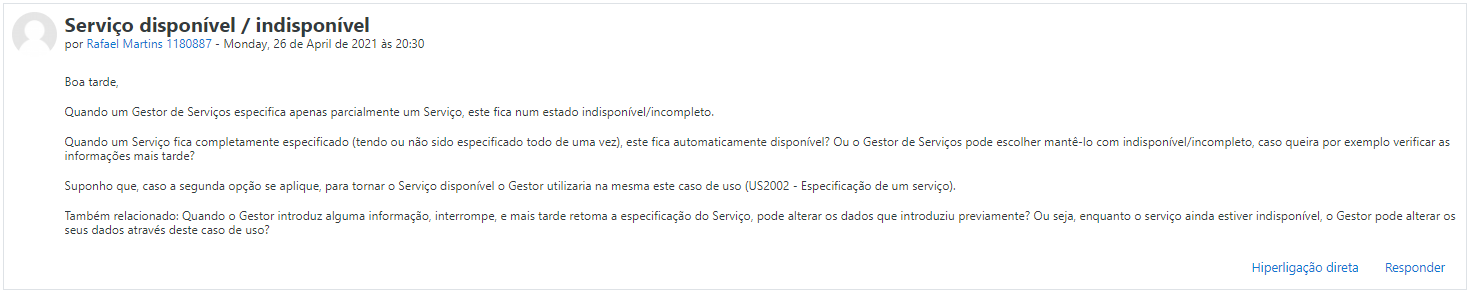 Serviço disponível / indisponível
por Rafael Martins 1180887 - Monday, 26 de April de 2021 às 20:30
Boa tarde,
Quando um Gestor de Serviços especifica apenas parcialmente um Serviço, este fica num estado indisponível/incompleto.
Quando um Serviço fica completamente especificado (tendo ou não sido especificado todo de uma vez), este fica automaticamente disponível? Ou o Gestor de Serviços pode escolher mantê-lo com indisponível/incompleto, caso queira por exemplo verificar as
informações mais tarde?
Suponho que, caso a segunda opção se aplique, para tornar o Serviço disponível o Gestor utilizaria na mesma este caso de uso (US2002 - Especificação de um serviço).
Também relacionado: Quando o Gestor introduz alguma informação, interrompe, e mais tarde retoma a especificação do Serviço, pode alterar os dados que introduziu previamente? Ou seja, enquanto o serviço ainda estiver indisponível, o Gestor pode alterar os
seus dados através deste caso de uso?
Hiperligação direta Responder